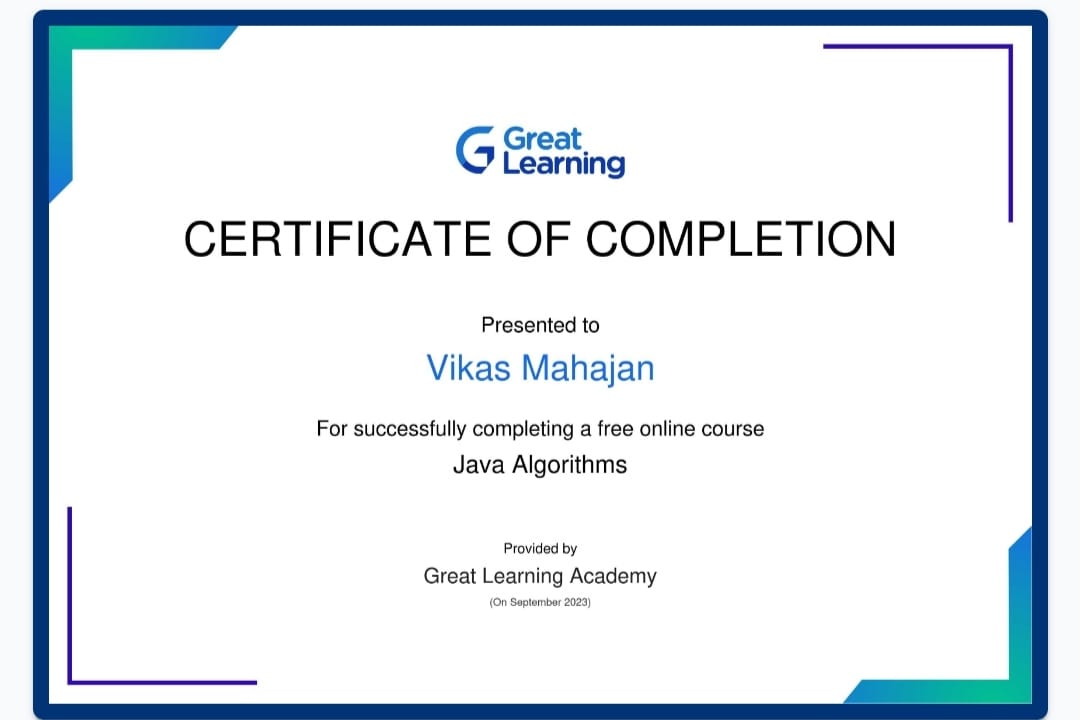 Great
Learning
CERTIFICATE OF COMPLETION
Presented to
Vikas Mahajan
For successfully completing a free online course
Java Algorithms
Provided by
Great Learning Academy
(On September 2023)